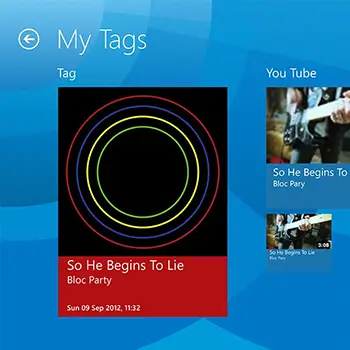 My Tags
Tag
So He Begins To Lie
Bloc Party
Sun 09 Sep 2012, 11:32
You Tube
So He Begins To
Bloc Pary
3:08
So He Begins To Lie
Bloc Pary